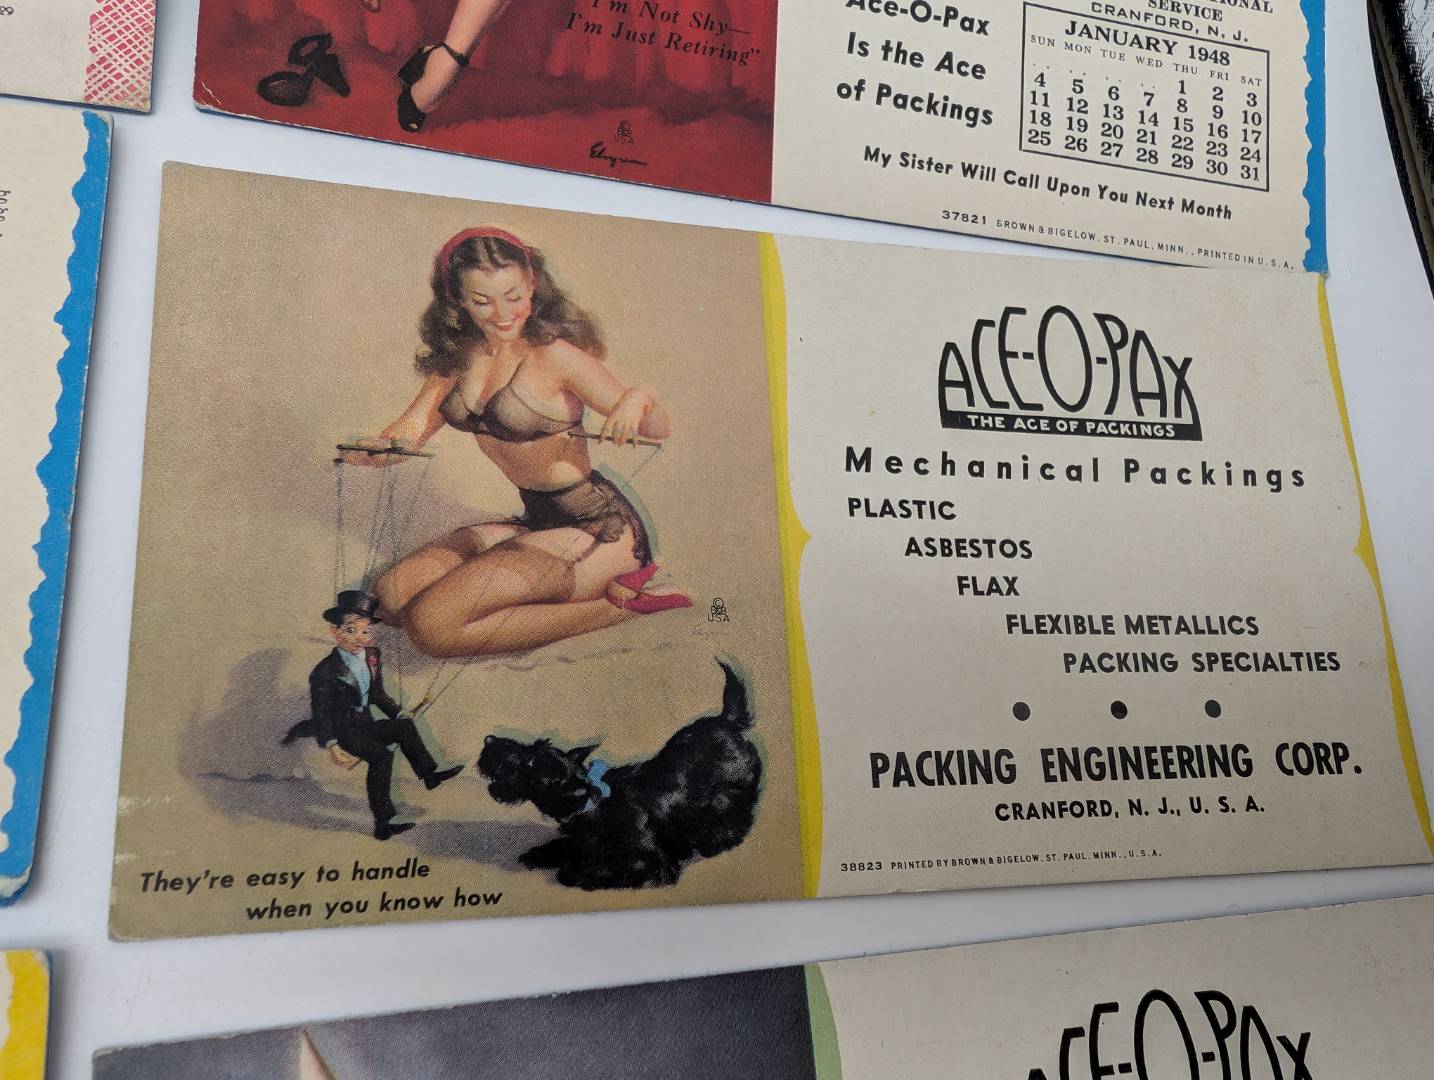 "I'm Not Shy—
I'm Just Retiring"
© B&B
USA
Elvgren
Ace-O-Pax
Is the Ace
of Packings
SERVICE
CRANFORD, N. J.
JANUARY 1948
SUN MON TUE WED THU FRI SAT
1 2 3
4 5 6 7 8 9 10
11 12 13 14 15 16 17
18 19 20 21 22 23 24
25 26 27 28 29 30 31
My Sister Will Call Upon You Next Month
37821 BROWN & BIGELOW, ST. PAUL, MINN., PRINTED IN U. S. A.
© B&B
USA
They're easy to handle
when you know how
ACE-O-PAX
THE ACE OF PACKINGS
Mechanical Packings
PLASTIC
ASBESTOS
FLAX
FLEXIBLE METALLICS
PACKING SPECIALTIES
PACKING ENGINEERING CORP.
CRANFORD, N. J., U. S. A.
38823 PRINTED BY BROWN & BIGELOW, ST. PAUL, MINN., U. S. A.
ACE-O-PAX